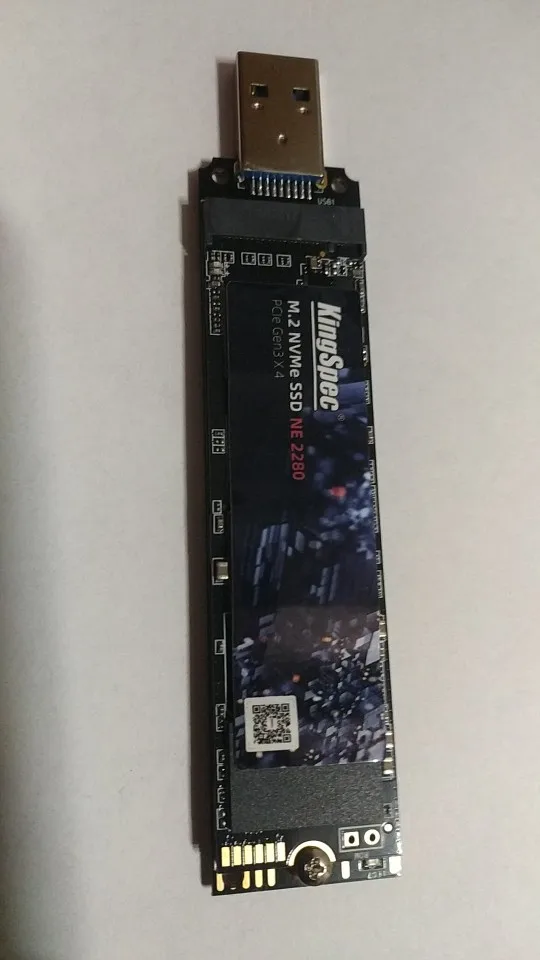 USB1
KingSpec®
M.2 NVMe SSD NE 2280
PCIe Gen3 X 4